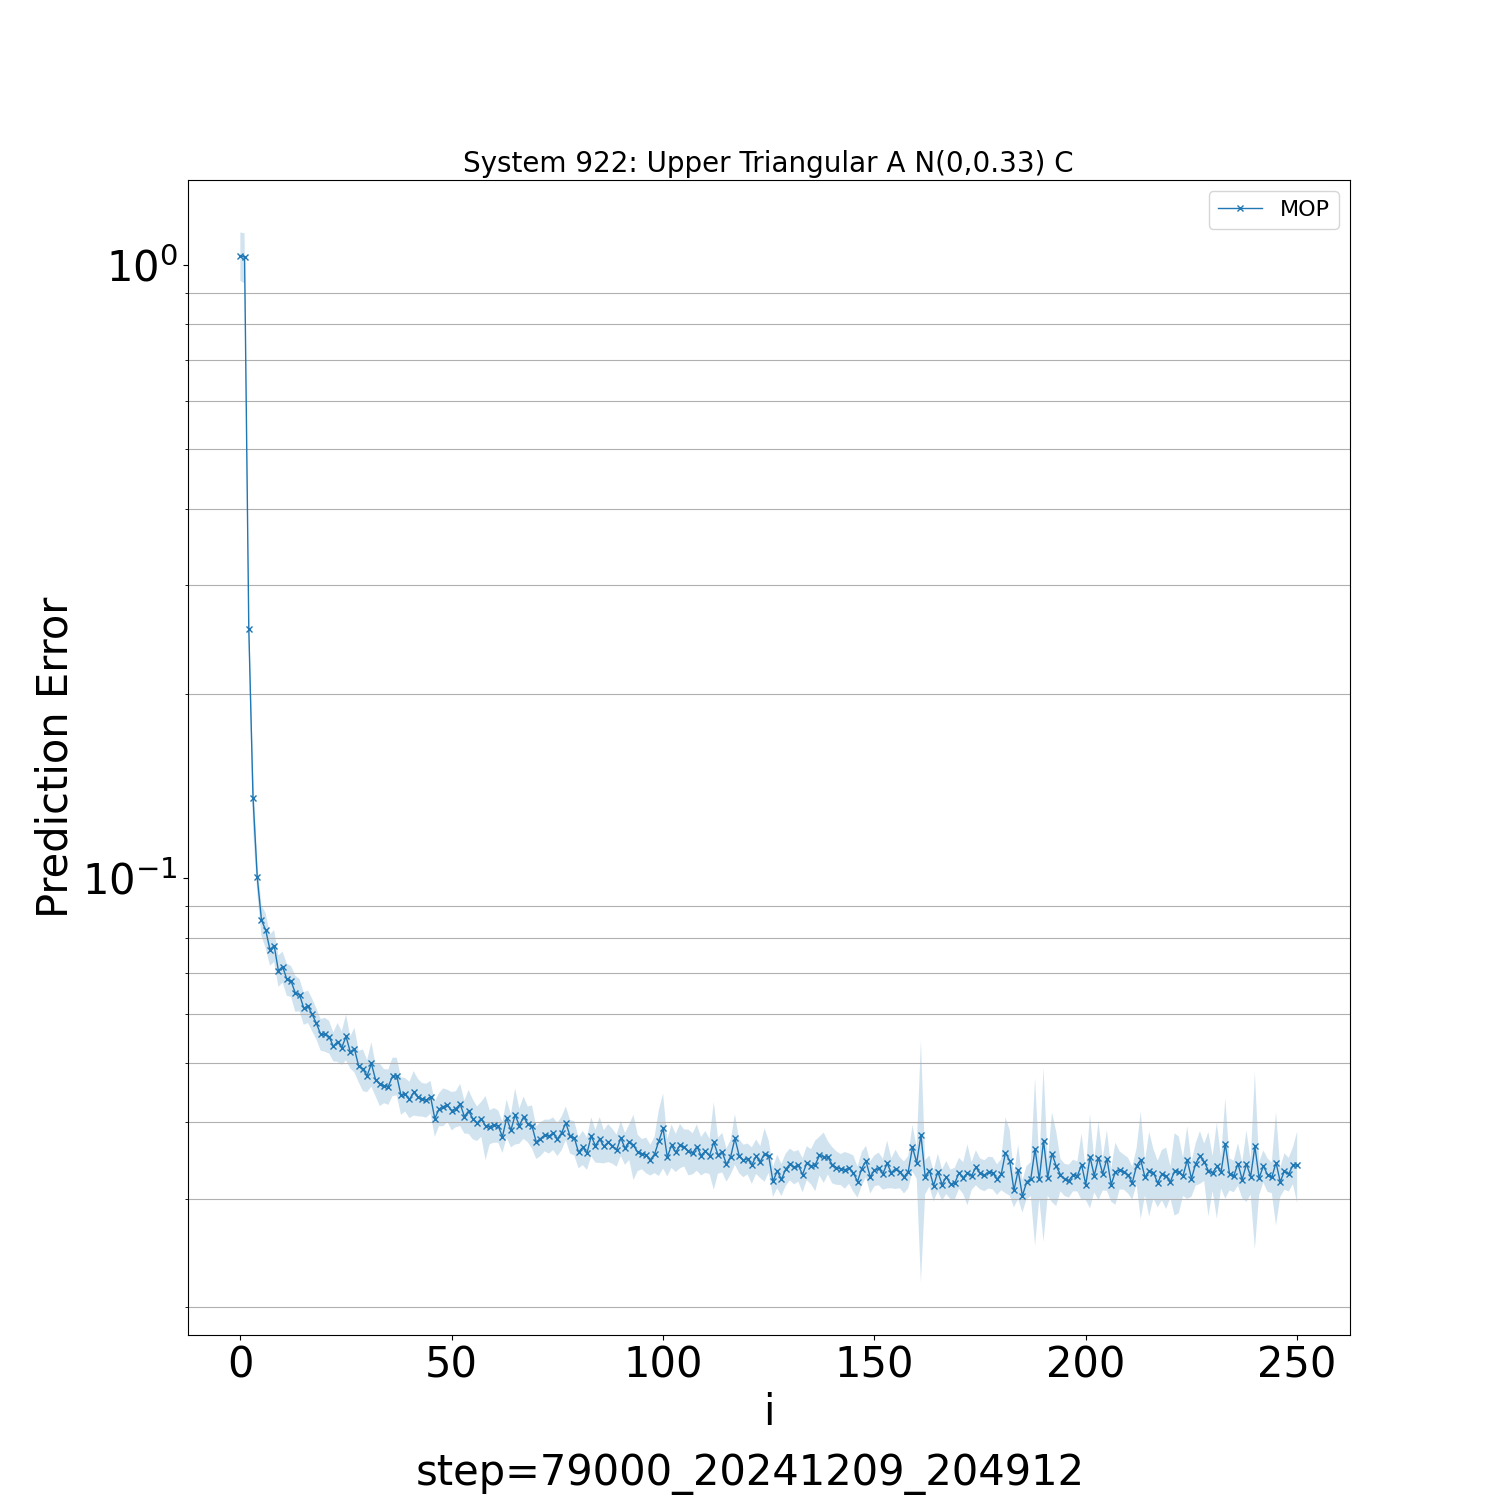 System 922: Upper Triangular A N(0,0.33) C
MOP
10⁰
10⁻¹
Prediction Error
0 50 100 150 200 250
i
step=79000_20241209_204912